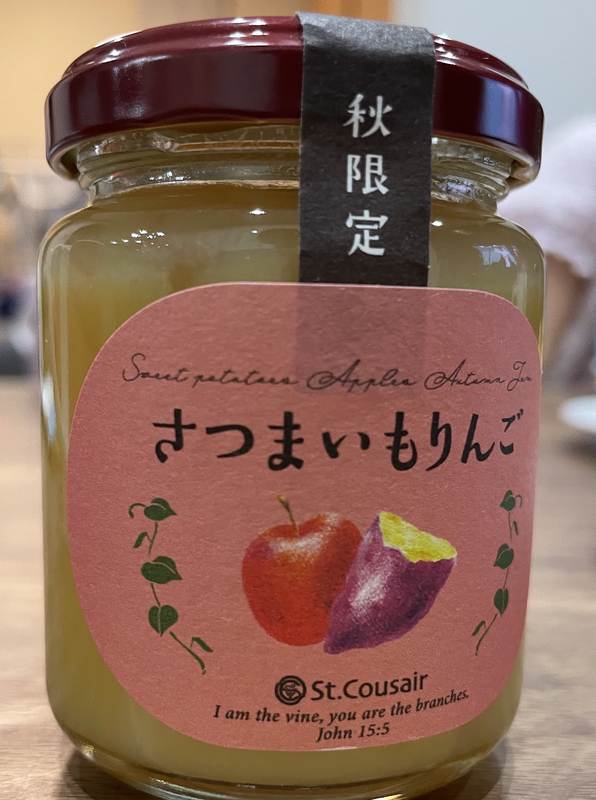 秋限定
Sweet potatoes Apples Autumn Jam
さつまいもりんご
St.Cousair
I am the vine, you are the branches.
John 15:5